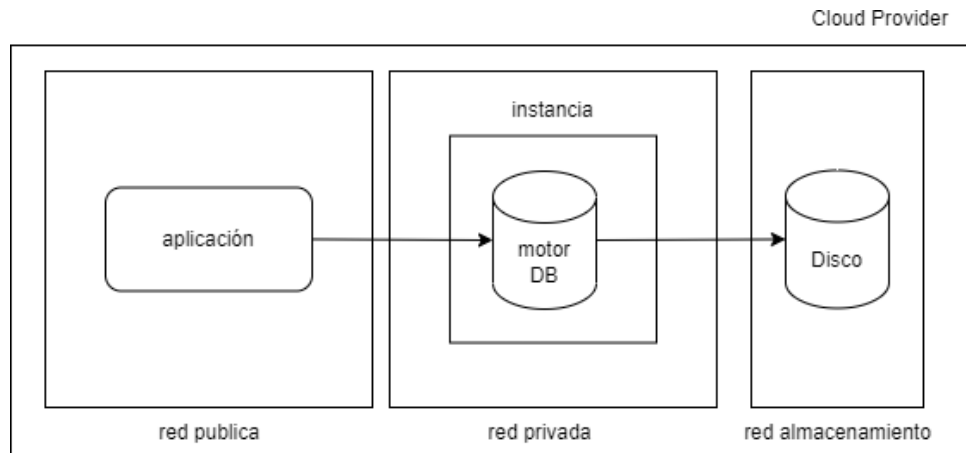 Cloud Provider
instancia
aplicación
motor
DB
Disco
red publica
red privada
red almacenamiento